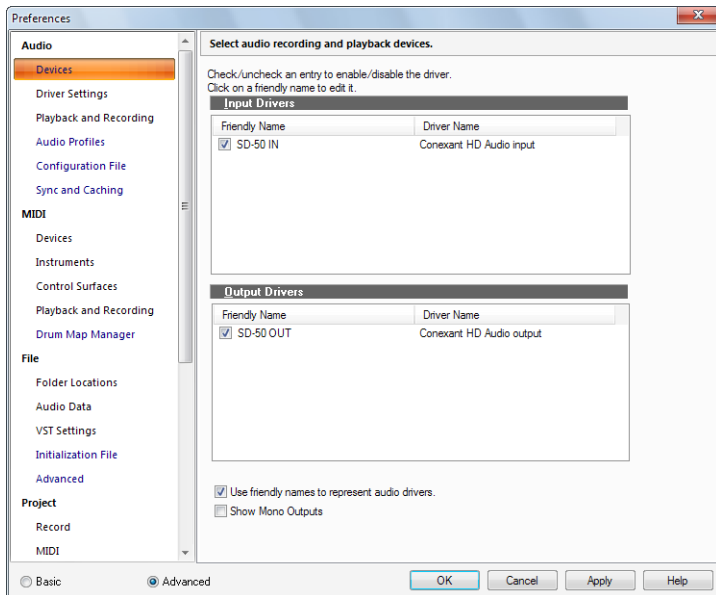 Preferences
Audio
Devices
Driver Settings
Playback and Recording
Audio Profiles
Configuration File
Sync and Caching
MIDI
Devices
Instruments
Control Surfaces
Playback and Recording
Drum Map Manager
File
Folder Locations
Audio Data
VST Settings
Initialization File
Advanced
Project
Record
MIDI
Select audio recording and playback devices.
Check/uncheck an entry to enable/disable the driver.
Click on a friendly name to edit it.
Input Drivers
Friendly Name Driver Name
SD-50 IN Conexant HD Audio input
Output Drivers
Friendly Name Driver Name
SD-50 OUT Conexant HD Audio output
Use friendly names to represent audio drivers.
Show Mono Outputs
Basic Advanced OK Cancel Apply Help